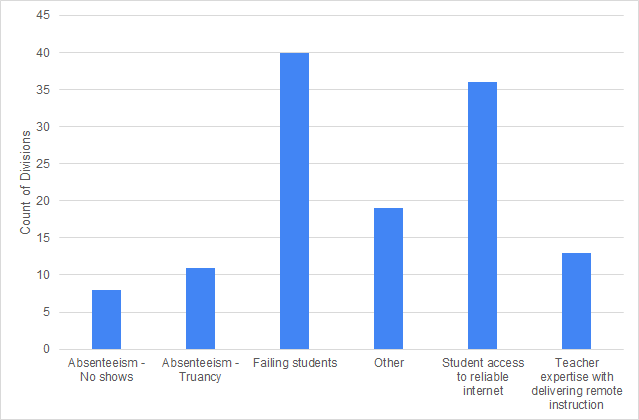 45
40
35
30
25
20
15
10
5
0
Count of Divisions
Absenteeism -
No shows
Absenteeism -
Truancy
Failing students
Other
Student access
to reliable
internet
Teacher
expertise with
delivering remote
instruction